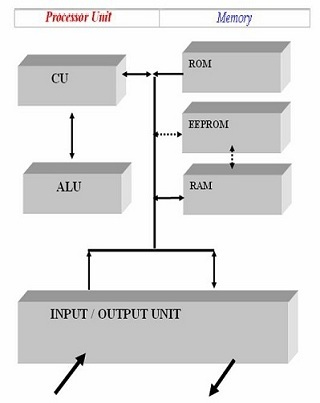 Processor Unit Memory
CU
ROM
EEPROM
ALU
RAM
INPUT / OUTPUT UNIT